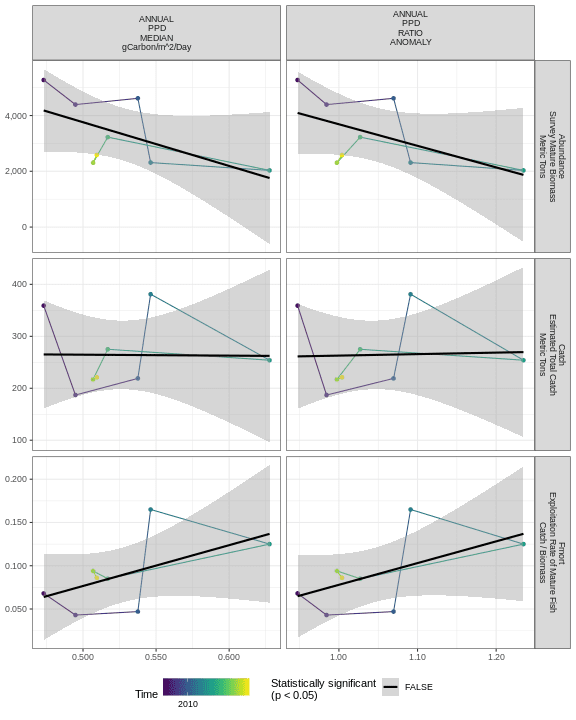 ANNUAL
PPD
MEDIAN
gCarbon/m^2/Day
ANNUAL
PPD
RATIO
ANOMALY
4,000
2,000
0
Abundance
Survey Mature Biomass
Metric Tons
400
300
200
100
Catch
Estimated Total Catch
Metric Tons
0.200
0.150
0.100
0.050
Fmort
Exploitation Rate of Mature Fish
Catch / Biomass
0.500
0.550
0.600
1.00
1.10
1.20
Time
2010
Statistically significant
(p < 0.05)
FALSE